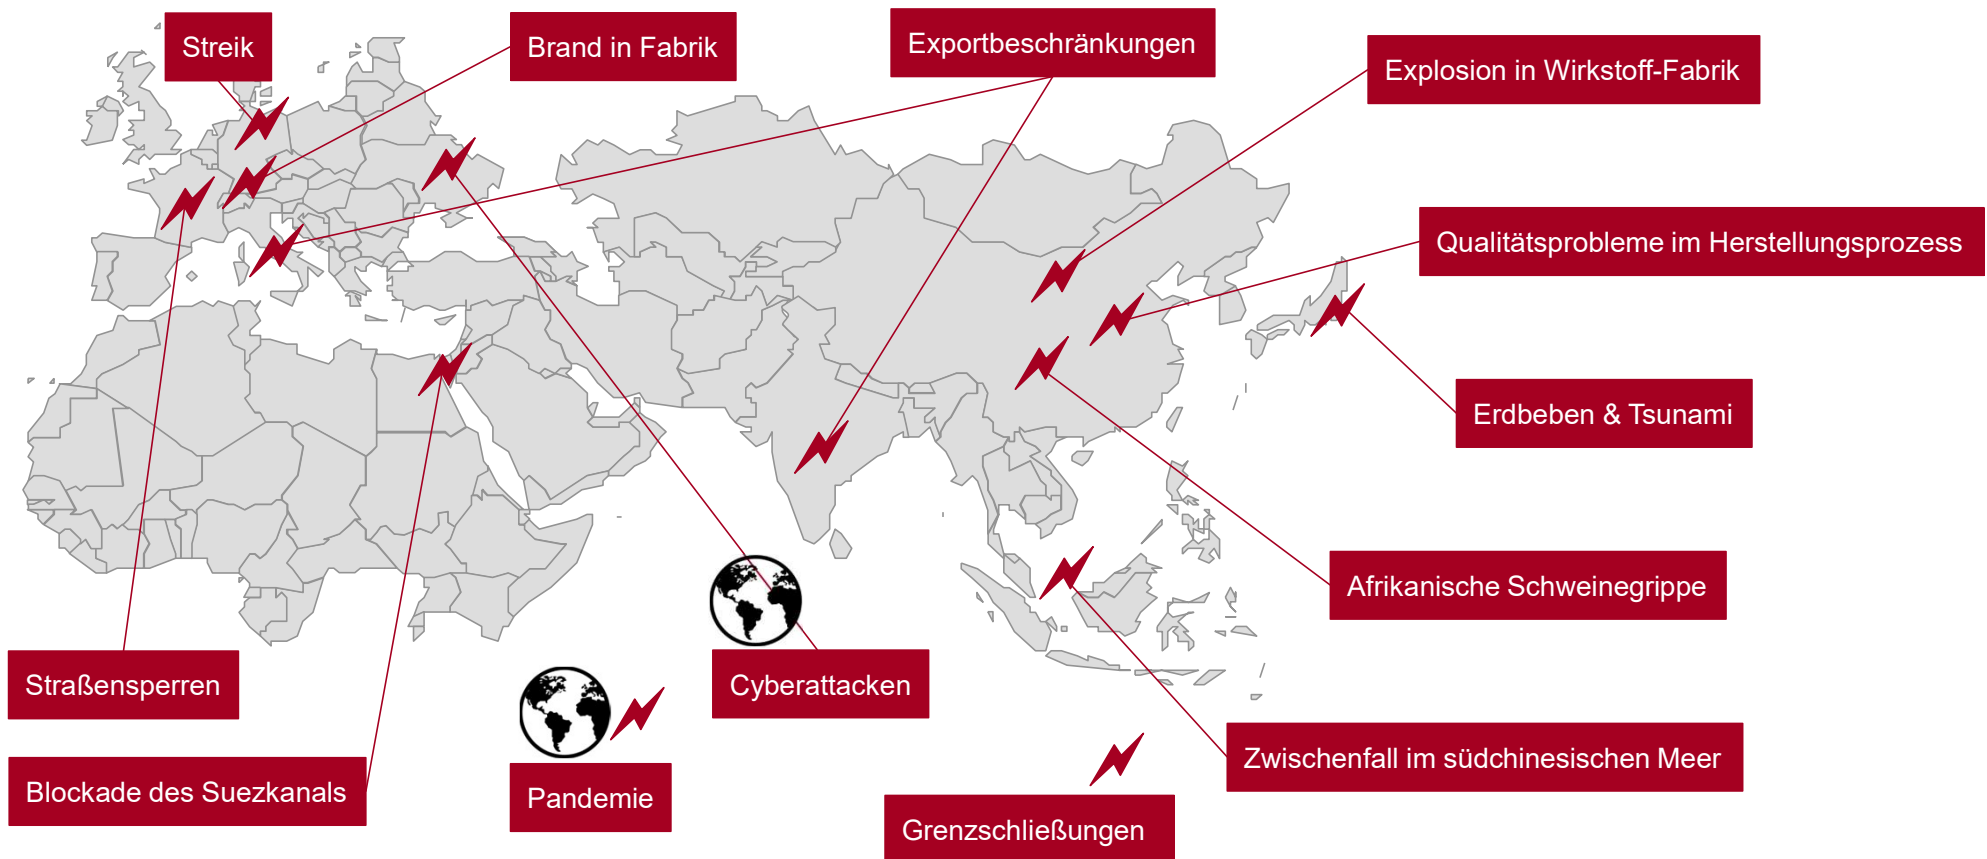 Streik
Brand in Fabrik
Exportbeschränkungen
Explosion in Wirkstoff-Fabrik
Qualitätsprobleme im Herstellungsprozess
Erdbeben & Tsunami
Afrikanische Schweinegrippe
Straßensperren
Cyberattacken
Zwischenfall im südchinesischen Meer
Blockade des Suezkanals
Pandemie
Grenzschließungen